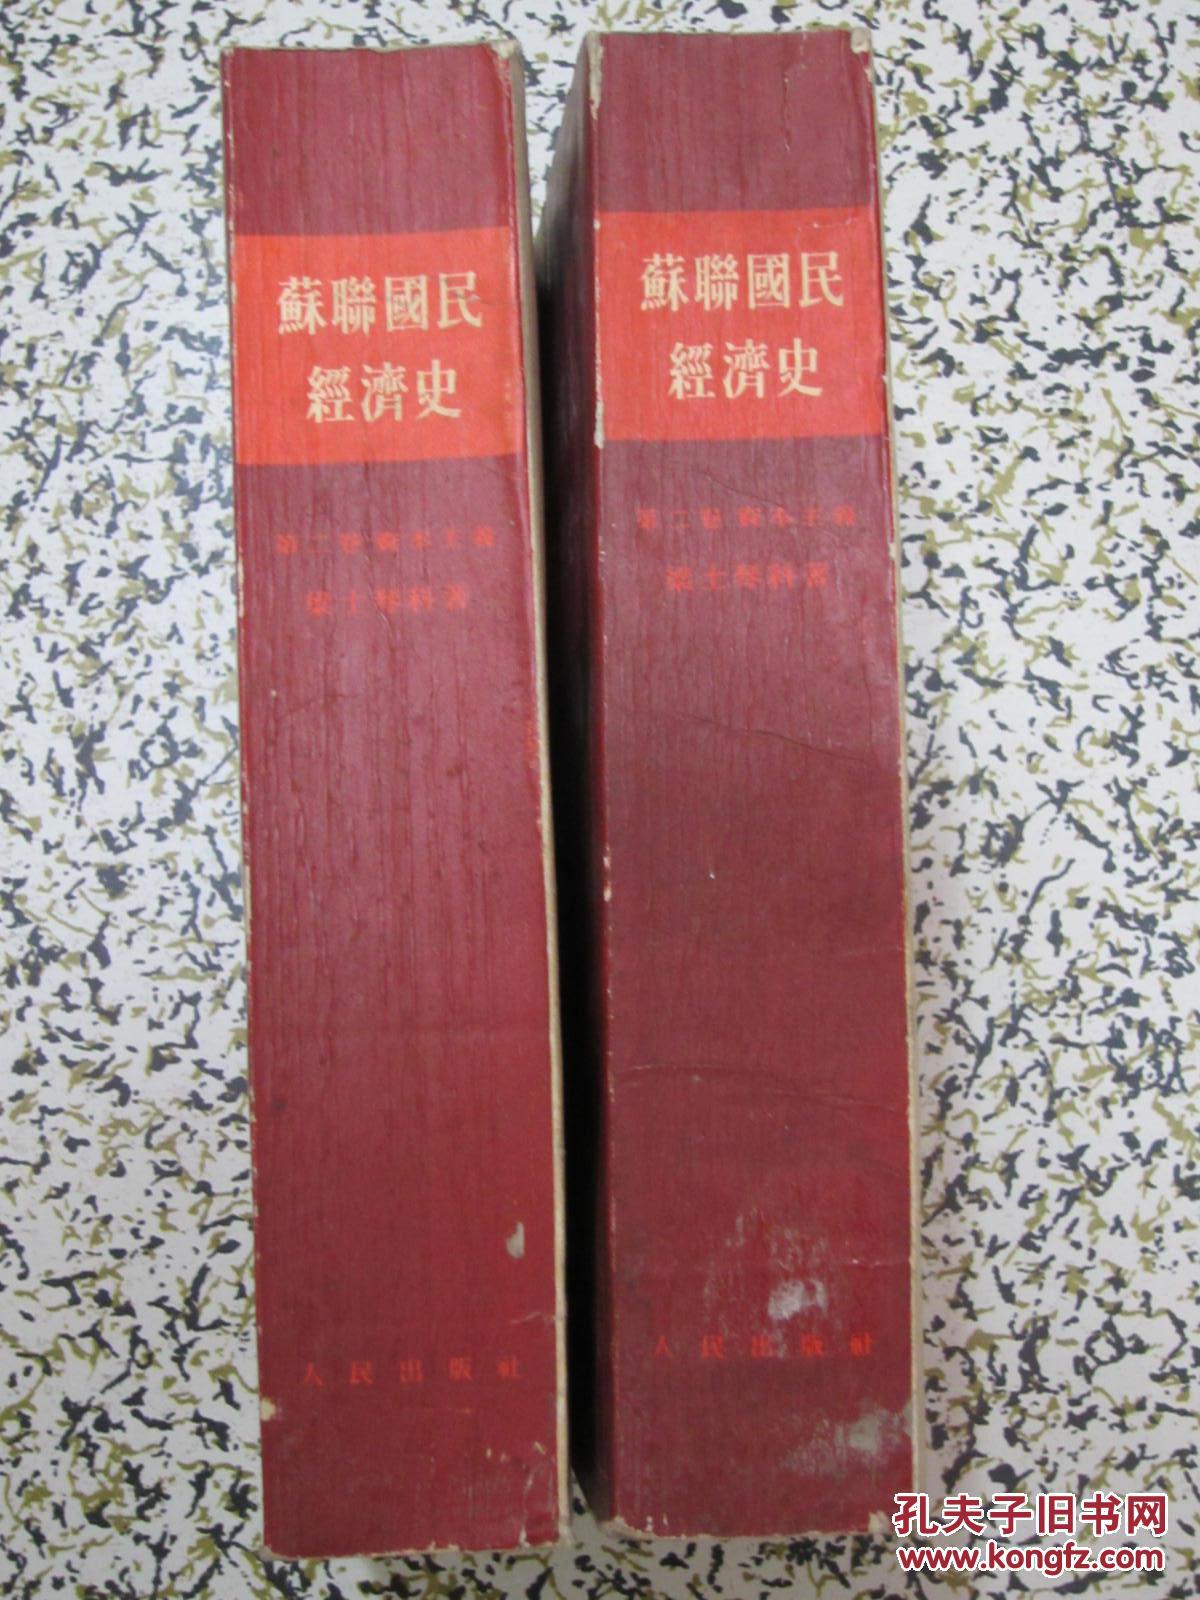 蘇聯國民
經濟史
第二卷 資本主義
梁士琴科著
人民出版社
蘇聯國民
經濟史
第二卷 資本主義
梁士琴科著
人民出版社
孔夫子旧书网
www.kongfz.com